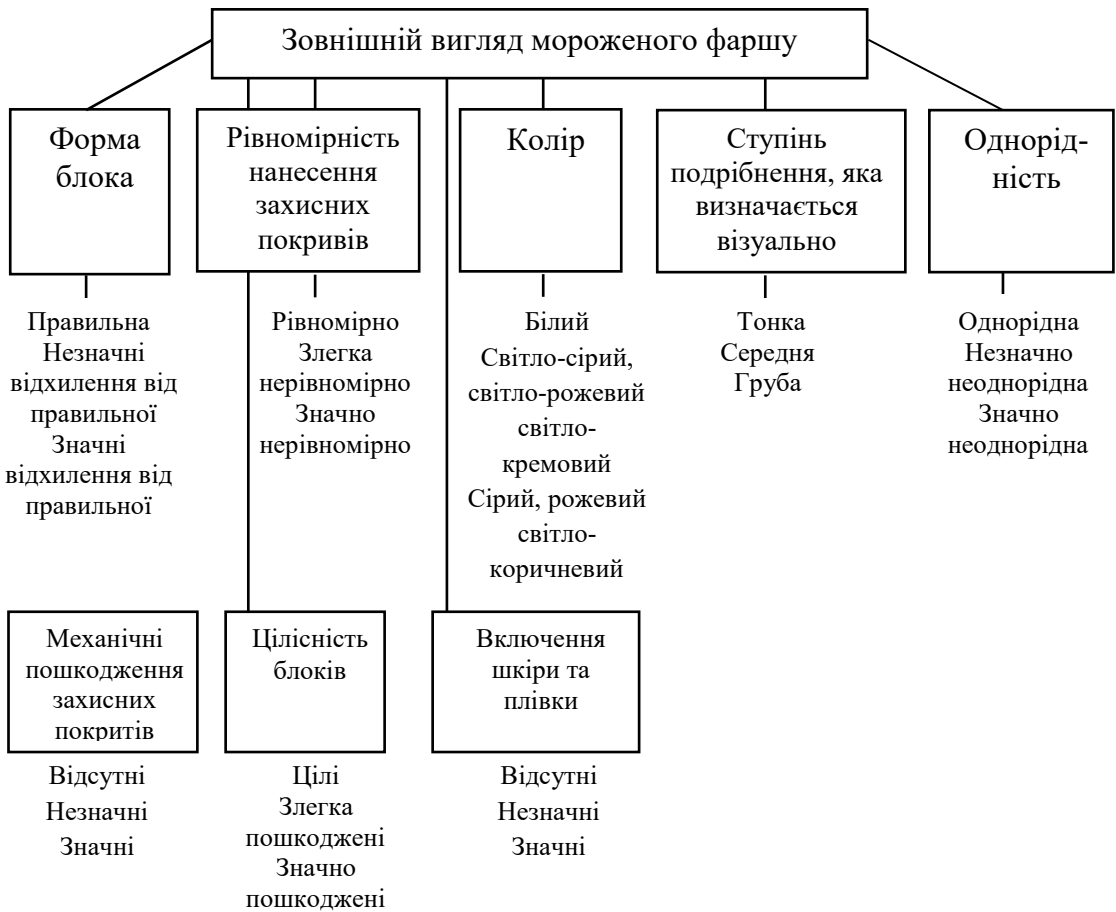 Зовнішній вигляд мороженого фаршу
Форма
блока
Рівномірність
нанесення
захисних
покривів
Колір
Ступінь
подрібнення, яка
визначається
візуально
Однорід-
ність
Правильна
Незначні
відхилення від
правильної
Значні
відхилення від
правильної
Рівномірно
Злегка
нерівномірно
Значно
нерівномірно
Білий
Світло-сірий,
світло-рожевий
світло-
кремовий
Сірий, рожевий
світло-
коричневий
Тонка
Середня
Груба
Однорідна
Незначно
неоднорідна
Значно
неоднорідна
Механічні
пошкодження
захисних
покритів
Цілісність
блоків
Включення
шкіри та
плівки
Відсутні
Незначні
Значні
Цілі
Злегка
пошкоджені
Значно
пошкоджені
Відсутні
Незначні
Значні